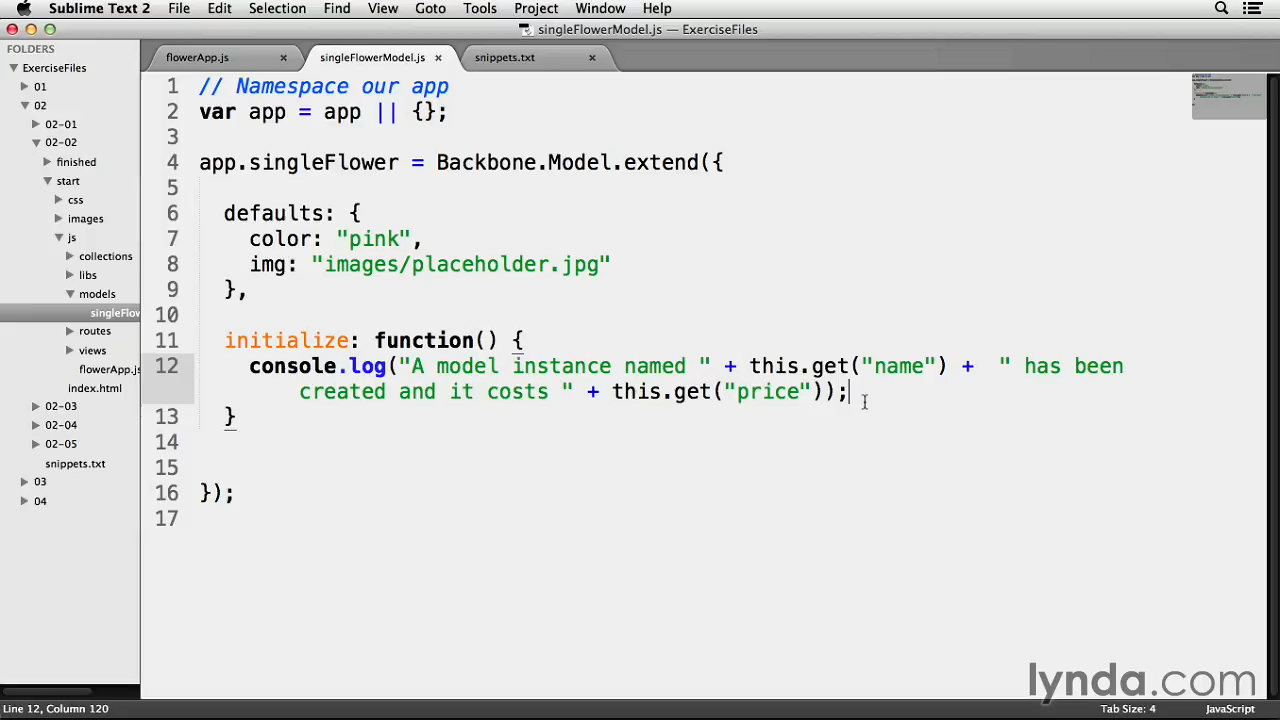 Sublime Text 2 File Edit Selection Find View Goto Tools Project Window Help
singleFlowerModel.js — ExerciseFiles
FOLDERS
flowerApp.js × singleFlowerModel.js × snippets.txt ×
ExerciseFiles
01
02
02-01
02-02
finished
start
css
images
js
collections
libs
models
singleFlow
routes
views
flowerApp.js
index.html
02-03
02-04
02-05
snippets.txt
03
04
1 // Namespace our app
2 var app = app || {};
3
4 app.singleFlower = Backbone.Model.extend({
5
6 defaults: {
7 color: "pink",
8 img: "images/placeholder.jpg"
9 },
10
11 initialize: function() {
12 console.log("A model instance named " + this.get("name") +  " has been
created and it costs " + this.get("price"));
13 }
14
15
16 });
17
lynda.com
Line 12, Column 120 Tab Size: 4 JavaScript